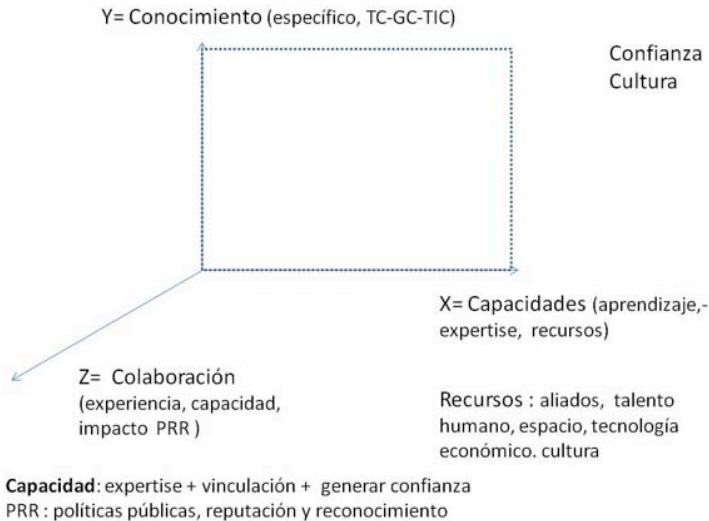 Y= Conocimiento (específico, TC-GC-TIC)
Confianza
Cultura
X= Capacidades (aprendizaje,-
expertise, recursos)
Z= Colaboración
(experiencia, capacidad,
impacto PRR )
Recursos : aliados, talento
humano, espacio, tecnología
económico. cultura
Capacidad: expertise + vinculación + generar confianza
PRR : políticas públicas, reputación y reconocimiento